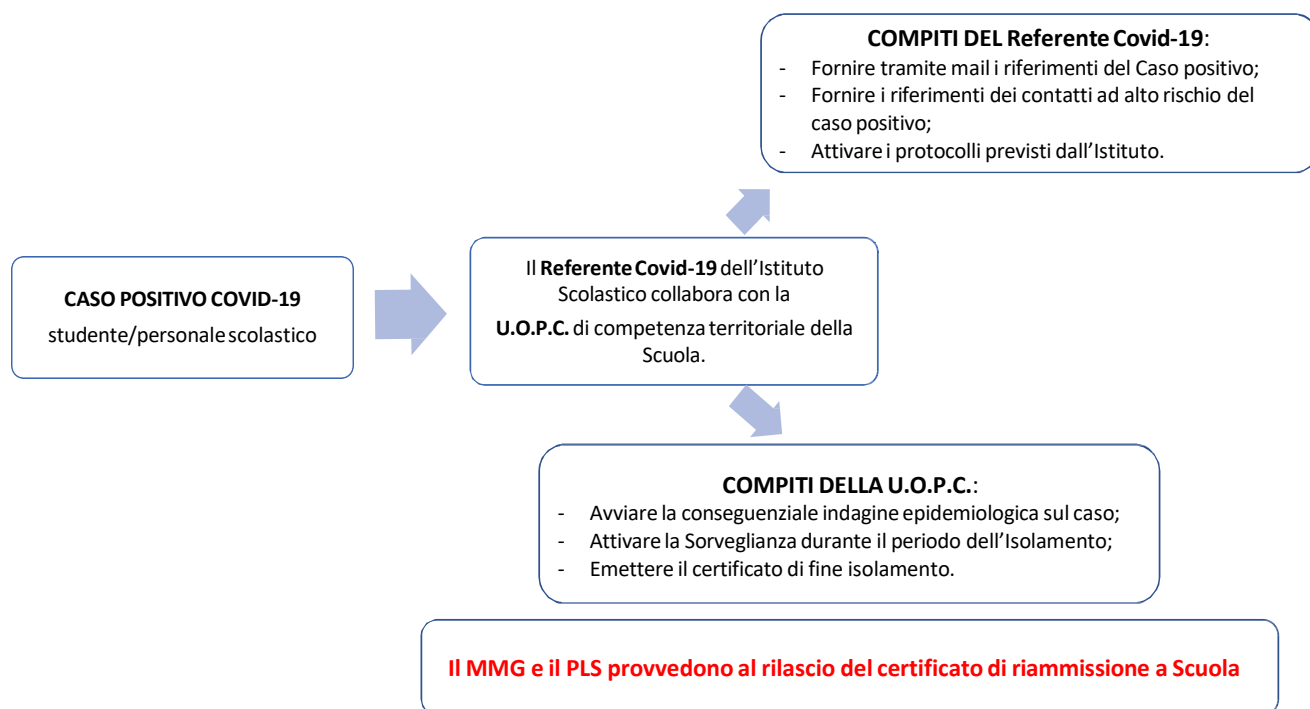 COMPITI DEL Referente Covid-19:
- Fornire tramite mail i riferimenti del Caso positivo;
- Fornire i riferimenti dei contatti ad alto rischio del
caso positivo;
- Attivare i protocolli previsti dall'Istituto.
CASO POSITIVO COVID-19
studente/personale scolastico
Il Referente Covid-19 dell'Istituto
Scolastico collabora con la
U.O.P.C. di competenza territoriale della
Scuola.
COMPITI DELLA U.O.P.C.:
- Avviare la conseguenziale indagine epidemiologica sul caso;
- Attivare la Sorveglianza durante il periodo dell'Isolamento;
- Emettere il certificato di fine isolamento.
Il MMG e il PLS provvedono al rilascio del certificato di riammissione a Scuola